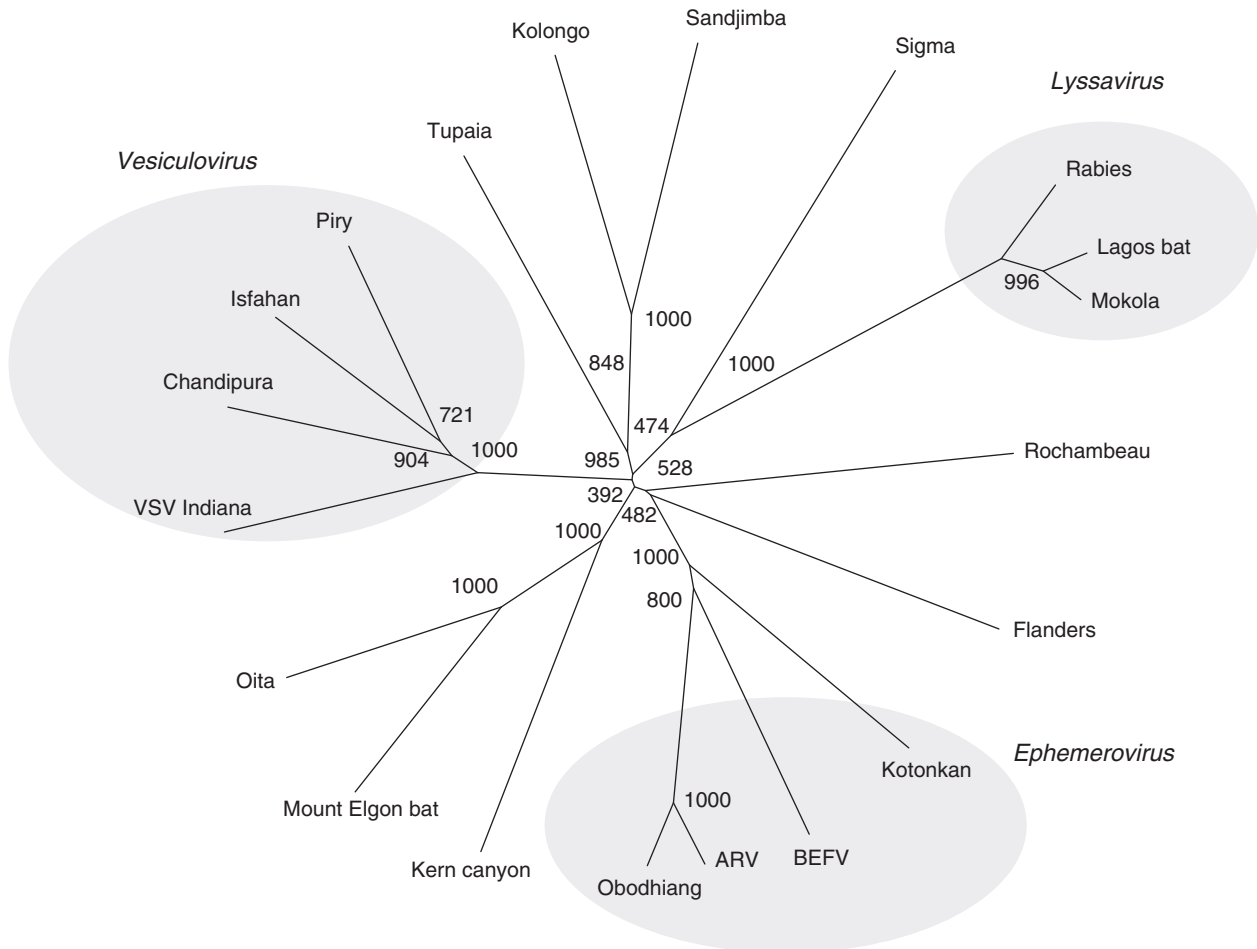 Sandjimba
Kolongo
Sigma
Lyssavirus
Tupaia
Vesiculovirus
Rabies
Piry
Lagos bat
996
Mokola
Isfahan
1000
848
1000
Chandipura
721
474
904
1000
985
528
Rochambeau
392
VSV Indiana
482
1000
1000
1000
800
Flanders
Oita
Ephemerovirus
Kotonkan
Mount Elgon bat
1000
Kern canyon
ARV
BEFV
Obodhiang